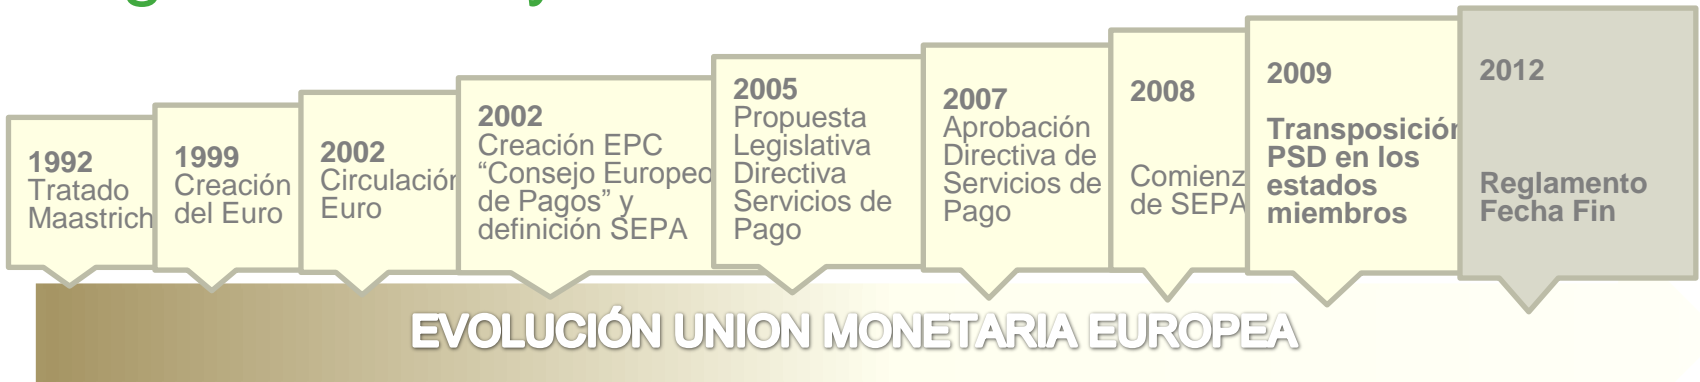 1992
Tratado
Maastrich
1999
Creación
del Euro
2002
Circulación
Euro
2002
Creación EPC
“Consejo Europeo
de Pagos” y
definición SEPA
2005
Propuesta
Legislativa
Directiva
Servicios de
Pago
2007
Aprobación
Directiva de
Servicios de
Pago
2008
Comienz
de SEPA
2009
Transposición
PSD en los
estados
miembros
2012
Reglamento
Fecha Fin
EVOLUCIÓN UNION MONETARIA EUROPEA